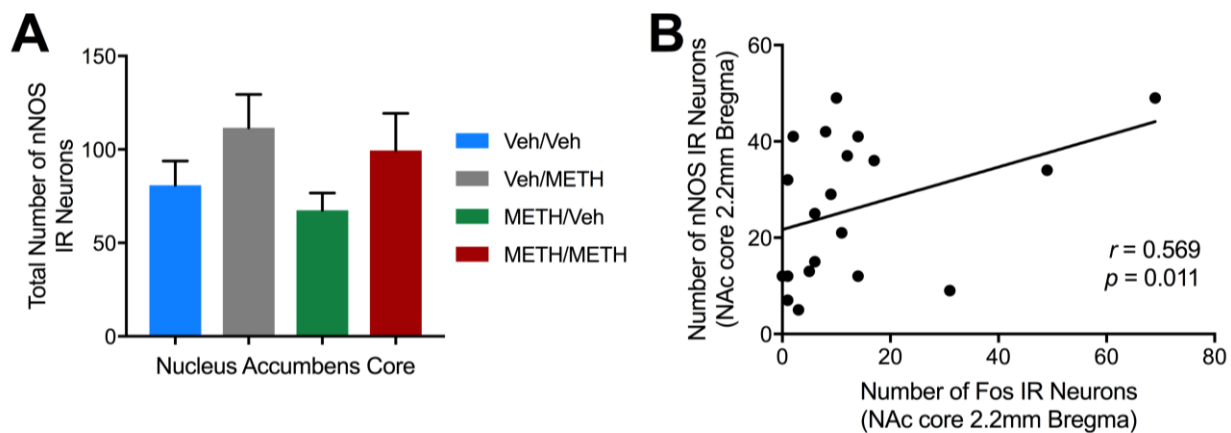 A
Total Number of nNOS
IR Neurons
150
100
50
0
Nucleus Accumbens Core
Veh/Veh
Veh/METH
METH/Veh
METH/METH
B
Number of nNOS IR Neurons
(NAc core 2.2mm Bregma)
60
40
20
0
r = 0.569
p = 0.011
0 20 40 60 80
Number of Fos IR Neurons
(NAc core 2.2mm Bregma)